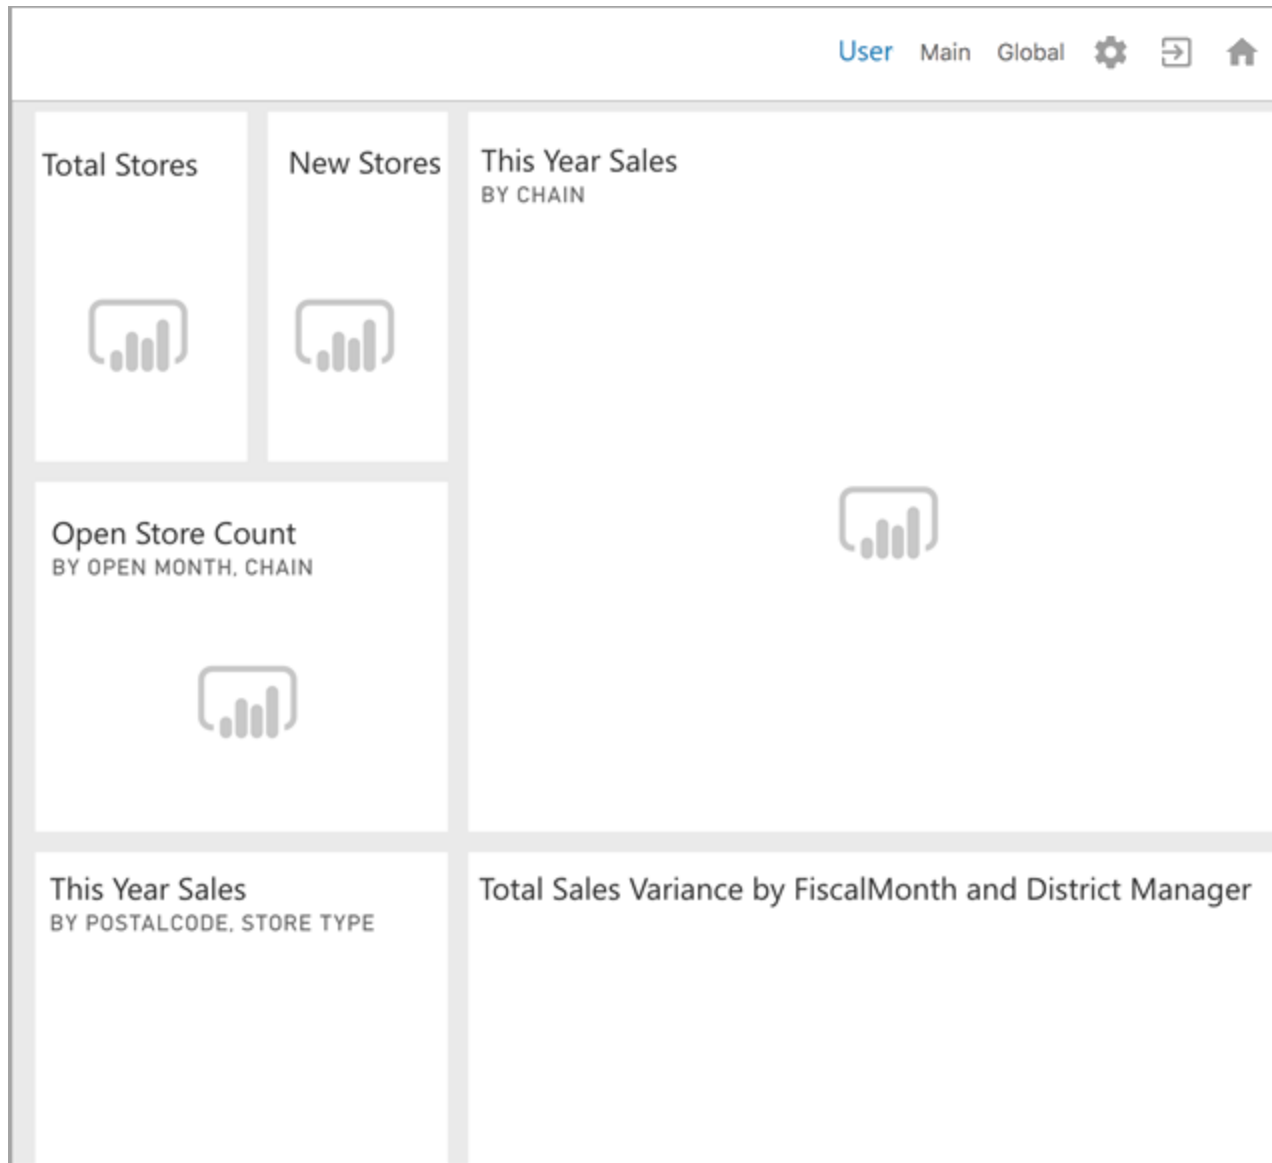 User Main Global
Total Stores
New Stores
This Year Sales
BY CHAIN
Open Store Count
BY OPEN MONTH, CHAIN
This Year Sales
BY POSTALCODE, STORE TYPE
Total Sales Variance by FiscalMonth and District Manager